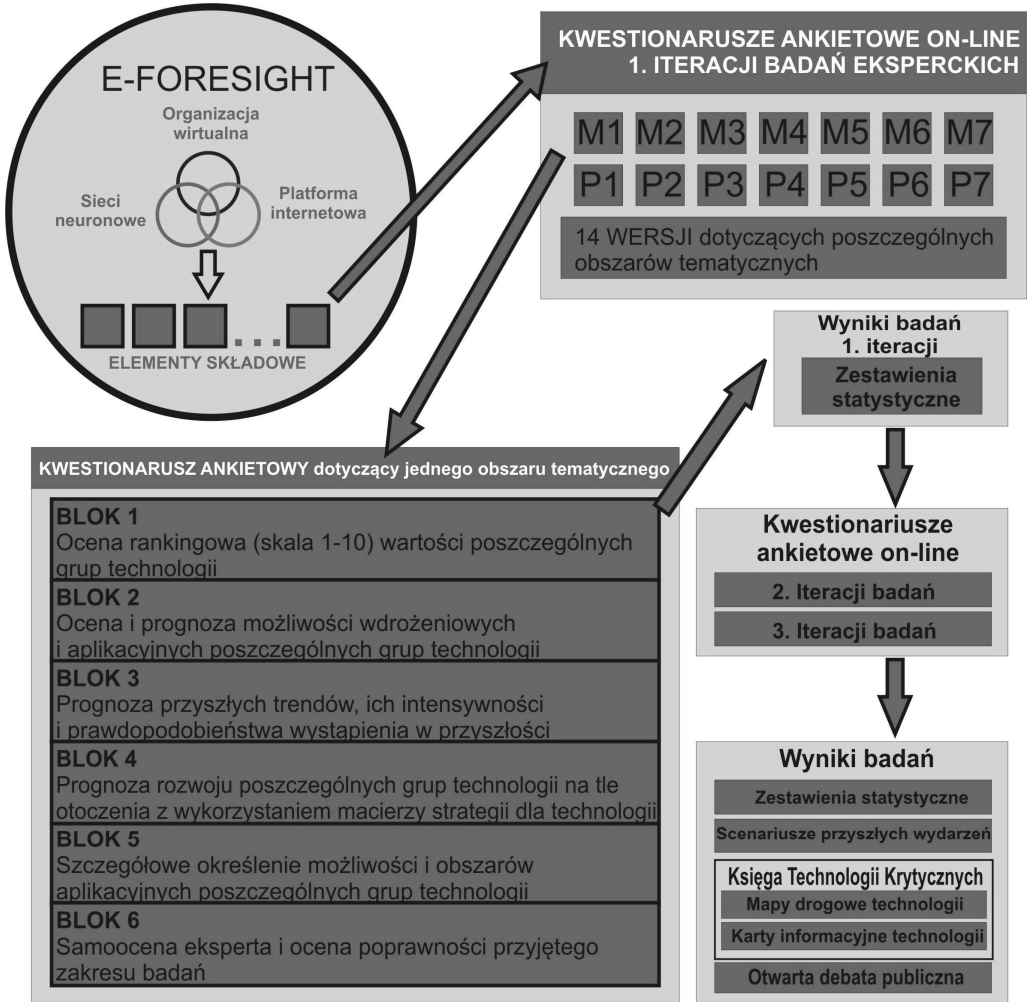 E-FORESIGHT
Organizacja
wirtualna
Sieci
neuronowe
Platforma
internetowa
ELEMENTY SKŁADOWE
KWESTIONARUSZE ANKIETOWE ON-LINE
1. ITERACJI BADAŃ EKSPERCKICH
M1 M2 M3 M4 M5 M6 M7
P1 P2 P3 P4 P5 P6 P7
14 WERSJI dotyczących poszczególnych
obszarów tematycznych
KWESTIONARUSZ ANKIETOWY dotyczący jednego obszaru tematycznego
BLOK 1
Ocena rankingowa (skala 1-10) wartości poszczególnych
grup technologii
BLOK 2
Ocena i prognoza możliwości wdrożeniowych
i aplikacyjnych poszczególnych grup technologii
BLOK 3
Prognoza przyszłych trendów, ich intensywności
i prawdopodobieństwa wystąpienia w przyszłości
BLOK 4
Prognoza rozwoju poszczególnych grup technologii na tle
otoczenia z wykorzystaniem macierzy strategii dla technologii
BLOK 5
Szczegółowe określenie możliwości i obszarów
aplikacyjnych poszczególnych grup technologii
BLOK 6
Samoocena eksperta i ocena poprawności przyjętego
zakresu badań
Wyniki badań
1. iteracji
Zestawienia
statystyczne
Kwestionariusze
ankietowe on-line
2. Iteracji badań
3. Iteracji badań
Wyniki badań
Zestawienia statystyczne
Scenariusze przyszłych wydarzeń
Księga Technologii Krytycznych
Mapy drogowe technologii
Karty informacyjne technologii
Otwarta debata publiczna